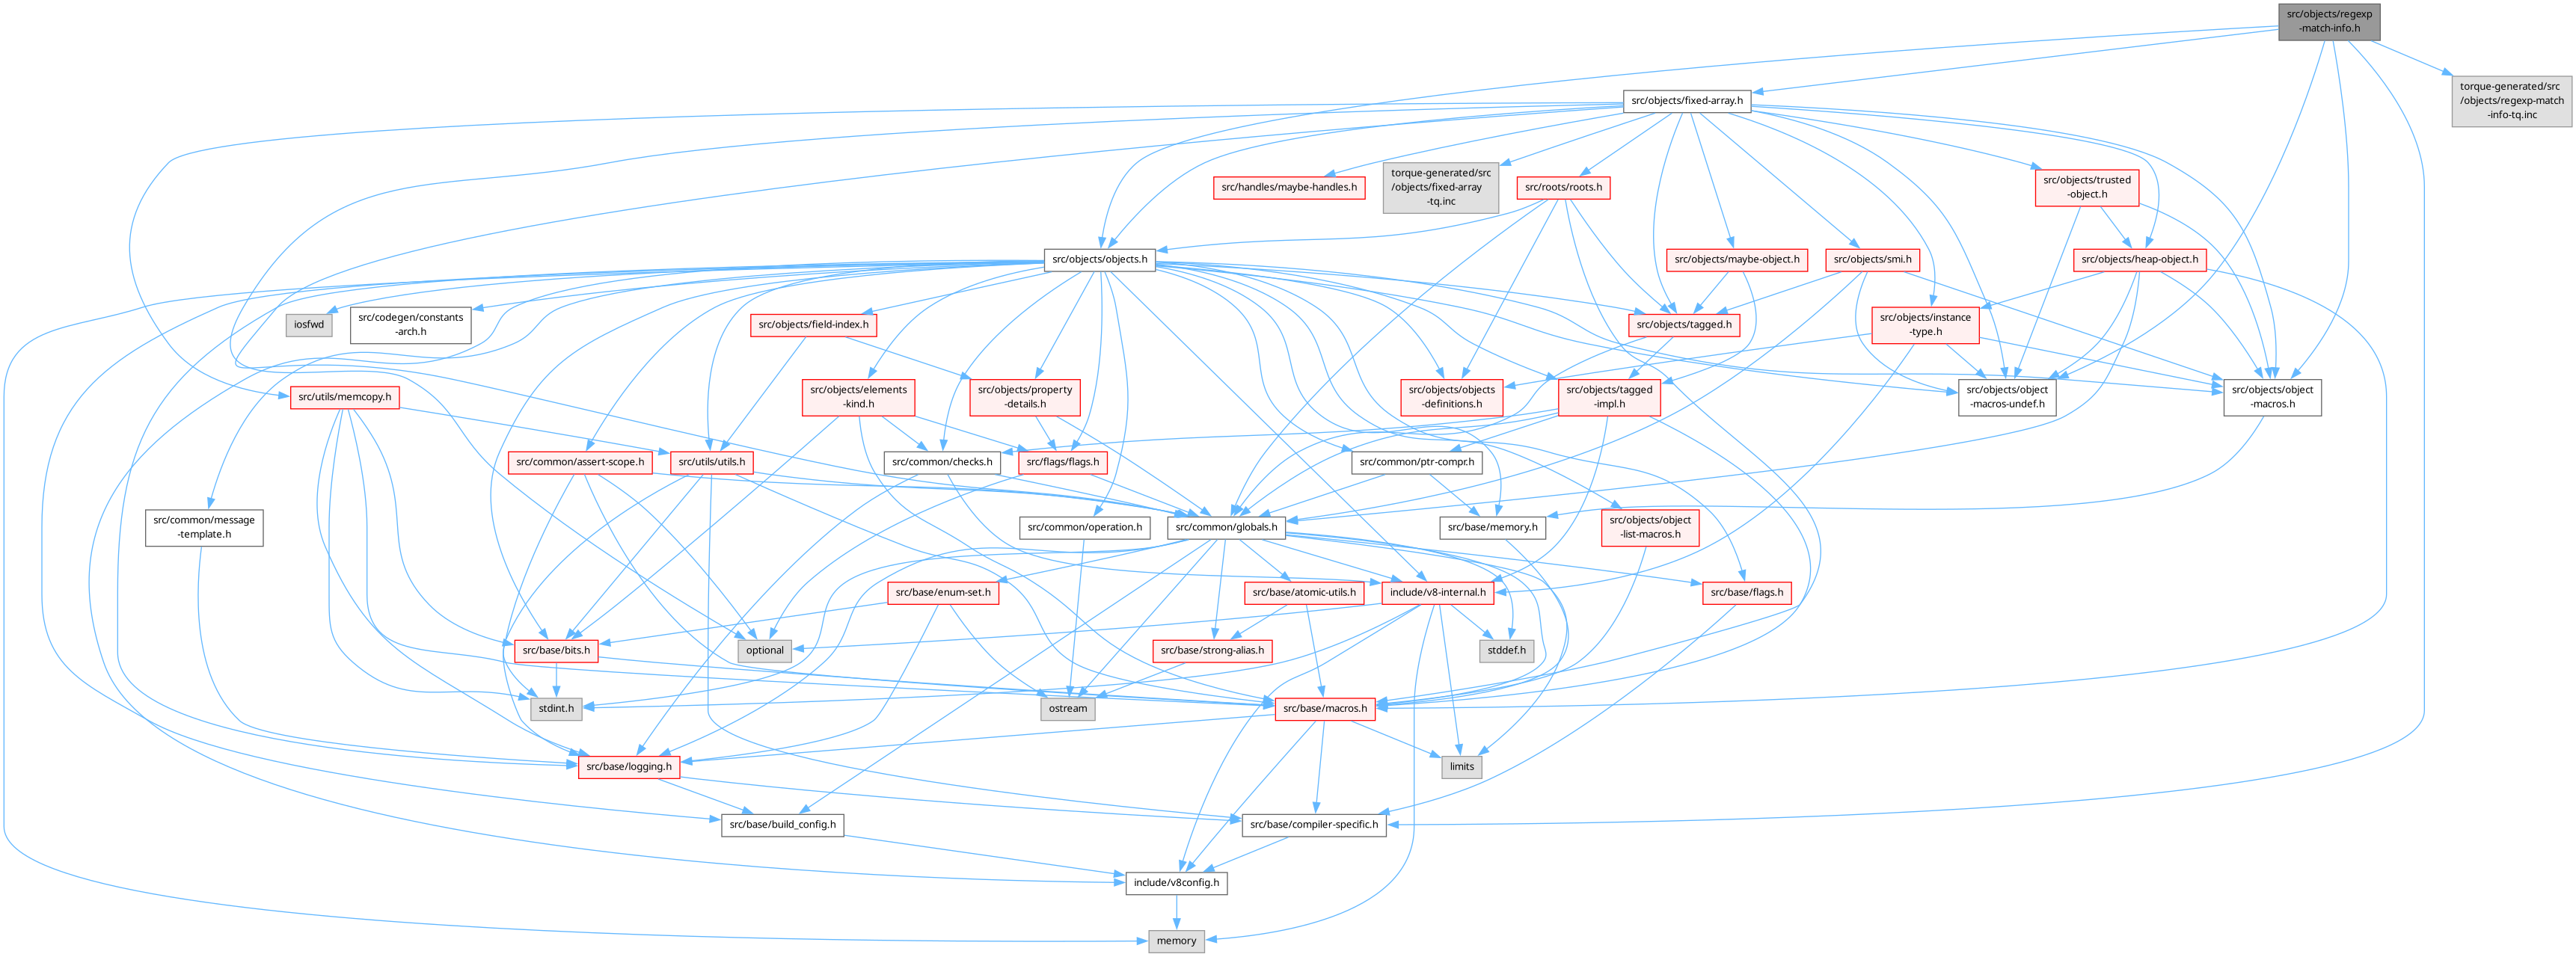 src/objects/regexp
-match-info.h
src/objects/fixed-array.h
torque-generated/src
/objects/regexp-match
-info-tq.inc
src/handles/maybe-handles.h
torque-generated/src
/objects/fixed-array
-tq.inc
src/roots/roots.h
src/objects/trusted
-object.h
src/objects/objects.h
src/objects/maybe-object.h
src/objects/smi.h
src/objects/heap-object.h
iosfwd
src/codegen/constants
-arch.h
src/objects/field-index.h
src/objects/tagged.h
src/objects/instance
-type.h
src/utils/memcopy.h
src/objects/elements
-kind.h
src/objects/property
-details.h
src/objects/objects
-definitions.h
src/objects/tagged
-impl.h
src/objects/object
-macros-undef.h
src/objects/object
-macros.h
src/common/assert-scope.h
src/utils/utils.h
src/common/checks.h
src/flags/flags.h
src/common/ptr-compr.h
src/common/message
-template.h
src/common/operation.h
src/common/globals.h
src/base/memory.h
src/objects/object
-list-macros.h
src/base/enum-set.h
src/base/atomic-utils.h
include/v8-internal.h
src/base/flags.h
src/base/bits.h
optional
src/base/strong-alias.h
stddef.h
stdint.h
ostream
src/base/macros.h
src/base/logging.h
limits
src/base/build_config.h
src/base/compiler-specific.h
include/v8config.h
memory